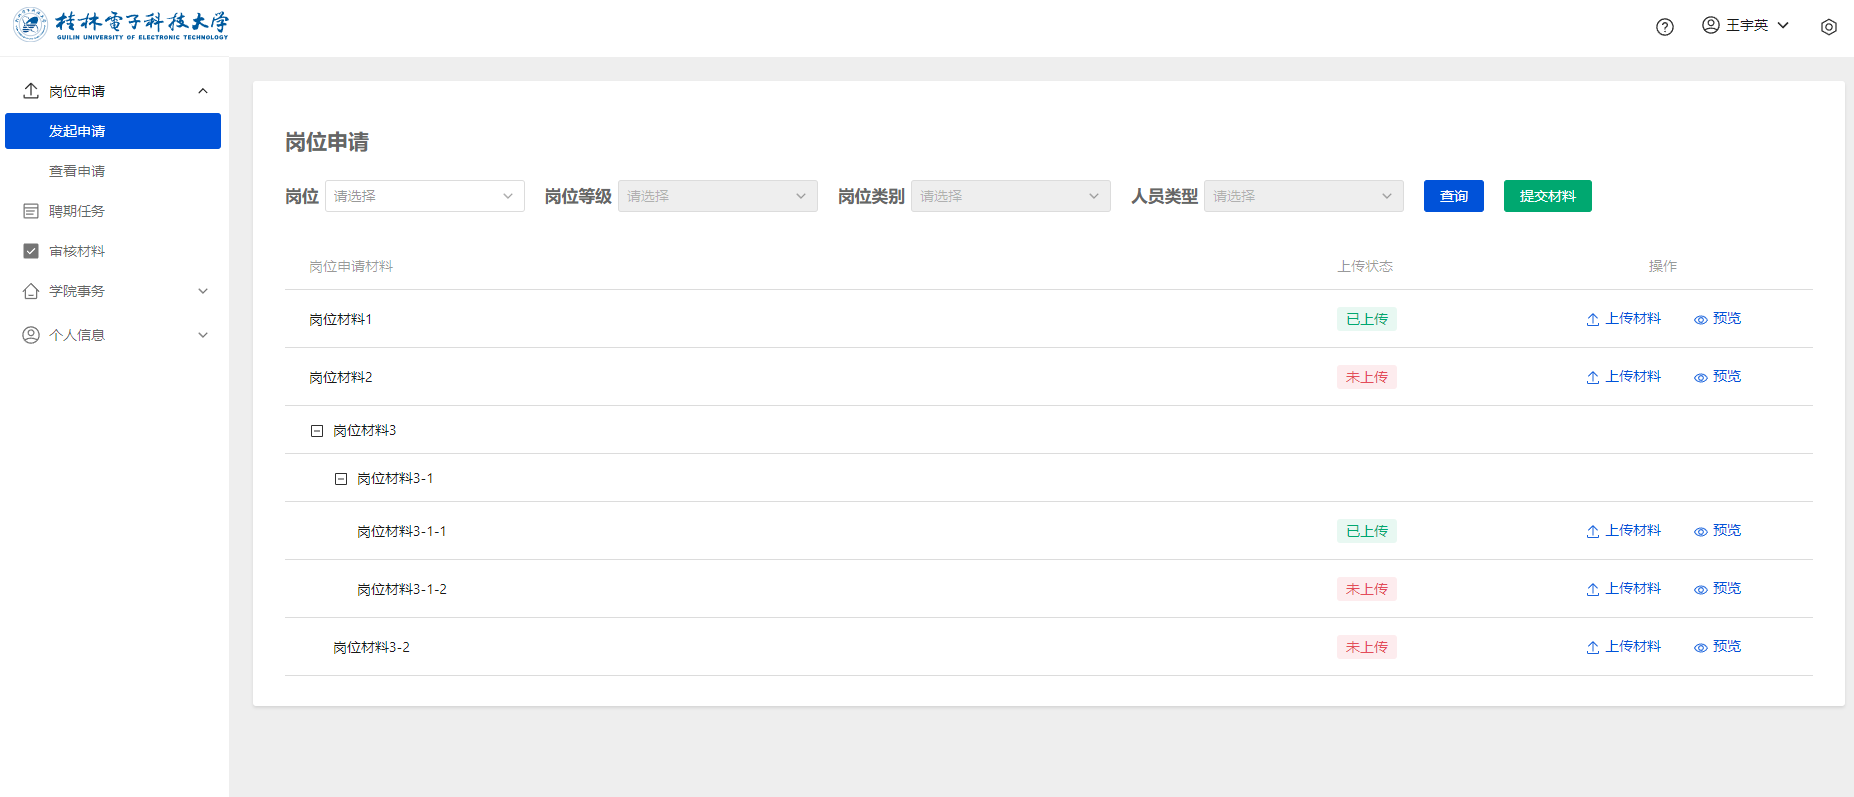 桂林電子科技大学
GUILIN UNIVERSITY OF ELECTRONIC TECHNOLOGY
王宇英
岗位申请
发起申请
查看申请
聘期任务
审核材料
学院事务
个人信息
岗位申请
岗位 请选择 岗位等级 请选择 岗位类别 请选择 人员类型 请选择 查询 提交材料
岗位申请材料 上传状态 操作
岗位材料1 已上传 上传材料 预览
岗位材料2 未上传 上传材料 预览
岗位材料3
岗位材料3-1
岗位材料3-1-1 已上传 上传材料 预览
岗位材料3-1-2 未上传 上传材料 预览
岗位材料3-2 未上传 上传材料 预览